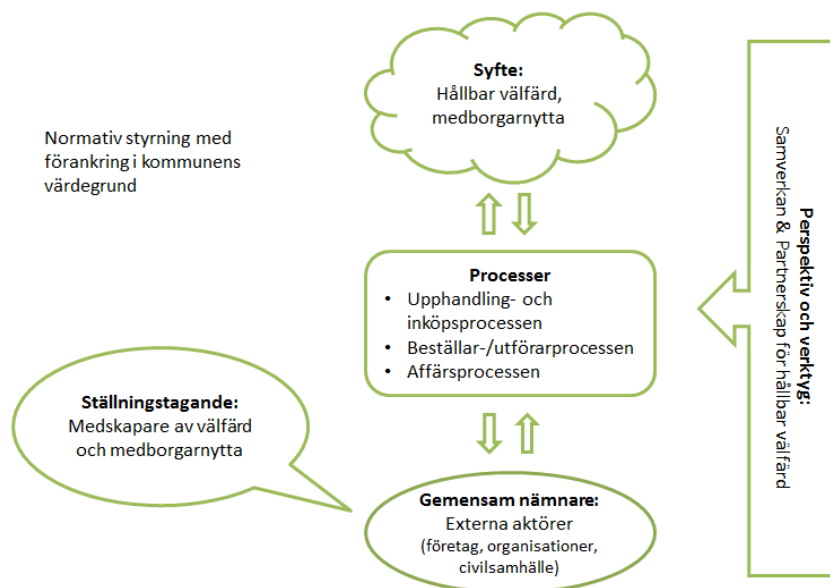 Syfte:
Hållbar välfärd,
medborgarnytta
Normativ styrning med
förankring i kommunens
värdegrund
Processer
• Upphandling- och
inköpsprocessen
• Beställar-/utförarprocessen
• Affärsprocessen
Perspektiv och verktyg:
Samverkan & Partnerskap för hållbar välfärd
Ställningstagande:
Medskapare av välfärd
och medborgarnytta
Gemensam nämnare:
Externa aktörer
(företag, organisationer,
civilsamhälle)